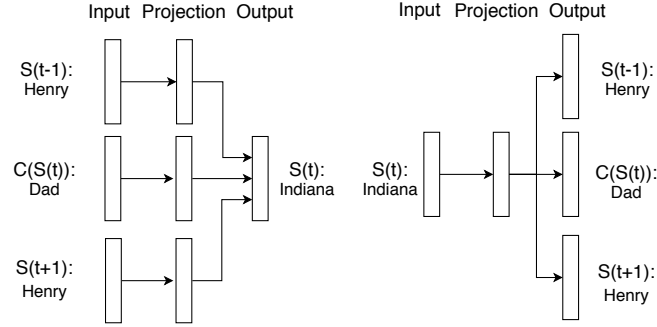 Input Projection Output
S(t-1):
Henry
C(S(t)):
Dad
S(t+1):
Henry
S(t):
Indiana
Input Projection Output
S(t):
Indiana
S(t-1):
Henry
C(S(t)):
Dad
S(t+1):
Henry